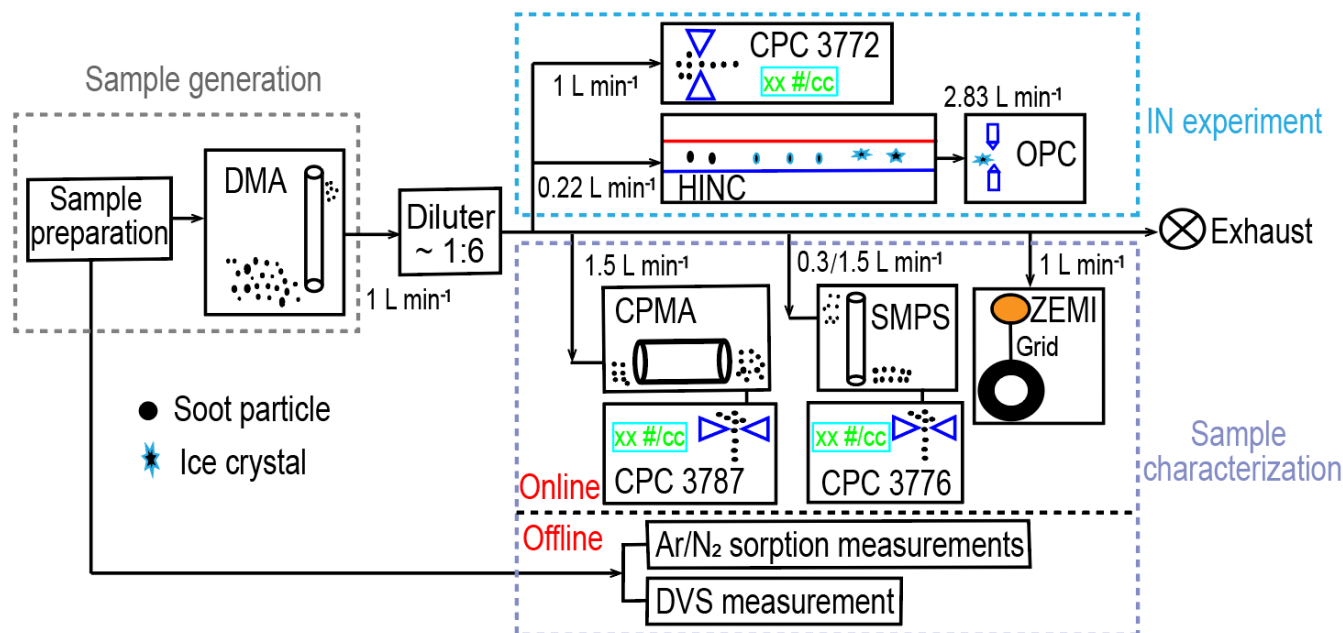 Sample generation
Sample
preparation
DMA
1 L min⁻¹
Diluter
~ 1:6
1 L min⁻¹
CPC 3772
xx #/cc
0.22 L min⁻¹
HINC
2.83 L min⁻¹
OPC
IN experiment
Exhaust
1.5 L min⁻¹
CPMA
xx #/cc
CPC 3787
0.3/1.5 L min⁻¹
SMPS
xx #/cc
CPC 3776
1 L min⁻¹
ZEMI
Grid
Sample
characterization
Online
Offline
Ar/N₂ sorption measurements
DVS measurement
Soot particle
Ice crystal